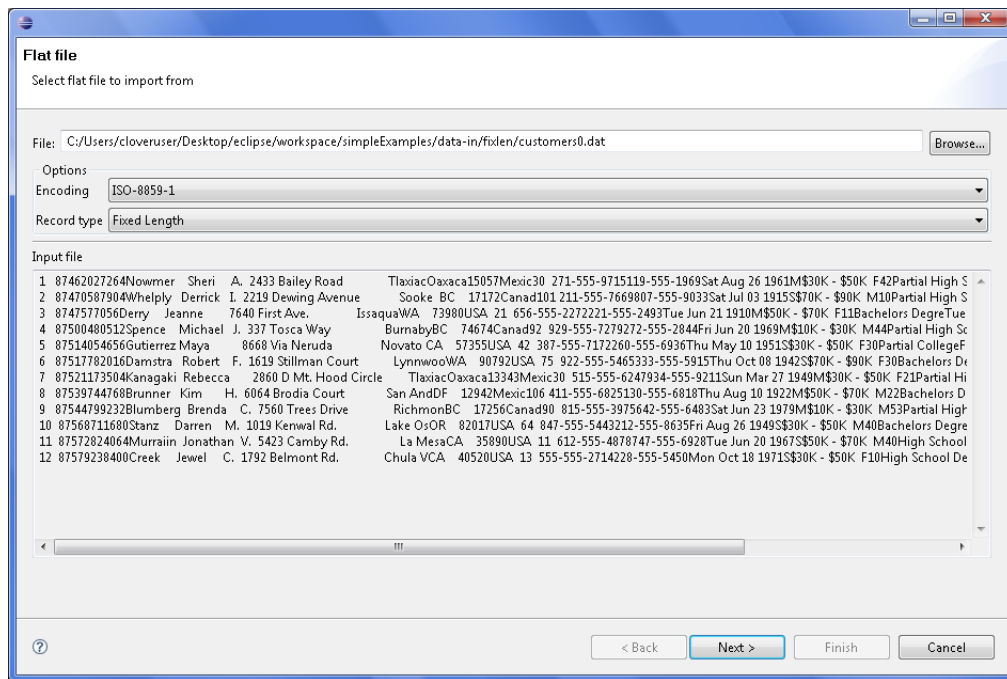 Flat file
Select flat file to import from
File: C:/Users/cloveruser/Desktop/eclipse/workspace/simpleExamples/data-in/fixlen/customers0.dat Browse...
Options
Encoding ISO-8859-1
Record type Fixed Length
Input file
1 87462027264Nowmer Sheri A. 2433 Bailey Road TlaxiacOaxaca15057Mexic30 271-555-9715119-555-1969Sat Aug 26 1961M$30K - $50K F42Partial High S
2 87470587904Whelply Derrick I. 2219 Dewing Avenue Sooke BC 17172Canad101 211-555-7669807-555-9033Sat Jul 03 1915S$70K - $90K M10Partial High S
3 8747577056Derry Jeanne 7640 First Ave. IssaquaWA 73980USA 21 656-555-2272221-555-2493Tue Jun 21 1910M$50K - $70K F11Bachelors DegreTue
4 87500480512Spence Michael J. 337 Tosca Way BurnabyBC 74674Canad92 929-555-7279272-555-2844Fri Jun 20 1969M$10K - $30K M44Partial High Sc
5 87514054656Gutierrez Maya 8668 Via Neruda Novato CA 57355USA 42 387-555-7172260-555-6936Thu May 10 1951S$30K - $50K F30Partial CollegeF
6 87517782016Damstra Robert F. 1619 Stillman Court LynnwooWA 90792USA 75 922-555-5465333-555-5915Thu Oct 08 1942S$70K - $90K F30Bachelors De
7 87521173504Kanagaki Rebecca 2860 D Mt. Hood Circle TlaxiacOaxaca13343Mexic30 515-555-6247934-555-9211Sun Mar 27 1949M$30K - $50K F21Partial Hi
8 87539744768Brunner Kim H. 6064 Brodia Court San AndDF 12942Mexic106 411-555-6825130-555-6818Thu Aug 10 1922M$50K - $70K M22Bachelors D
9 87544799232Blumberg Brenda C. 7560 Trees Drive RichmonBC 17256Canad90 815-555-3975642-555-6483Sat Jun 23 1979M$10K - $30K M53Partial High
10 87568711680Stanz Darren M. 1019 Kenwal Rd. Lake OsOR 82017USA 64 847-555-5443212-555-8635Fri Aug 26 1949S$30K - $50K M40Bachelors Degre
11 87572824064Murraiin Jonathan V. 5423 Camby Rd. La MesaCA 35890USA 11 612-555-4878747-555-6928Tue Jun 20 1967S$50K - $70K M40High School
12 87579238400Creek Jewel C. 1792 Belmont Rd. Chula VCA 40520USA 13 555-555-2714228-555-5450Mon Oct 18 1971S$30K - $50K F10High School De
< Back Next > Finish Cancel